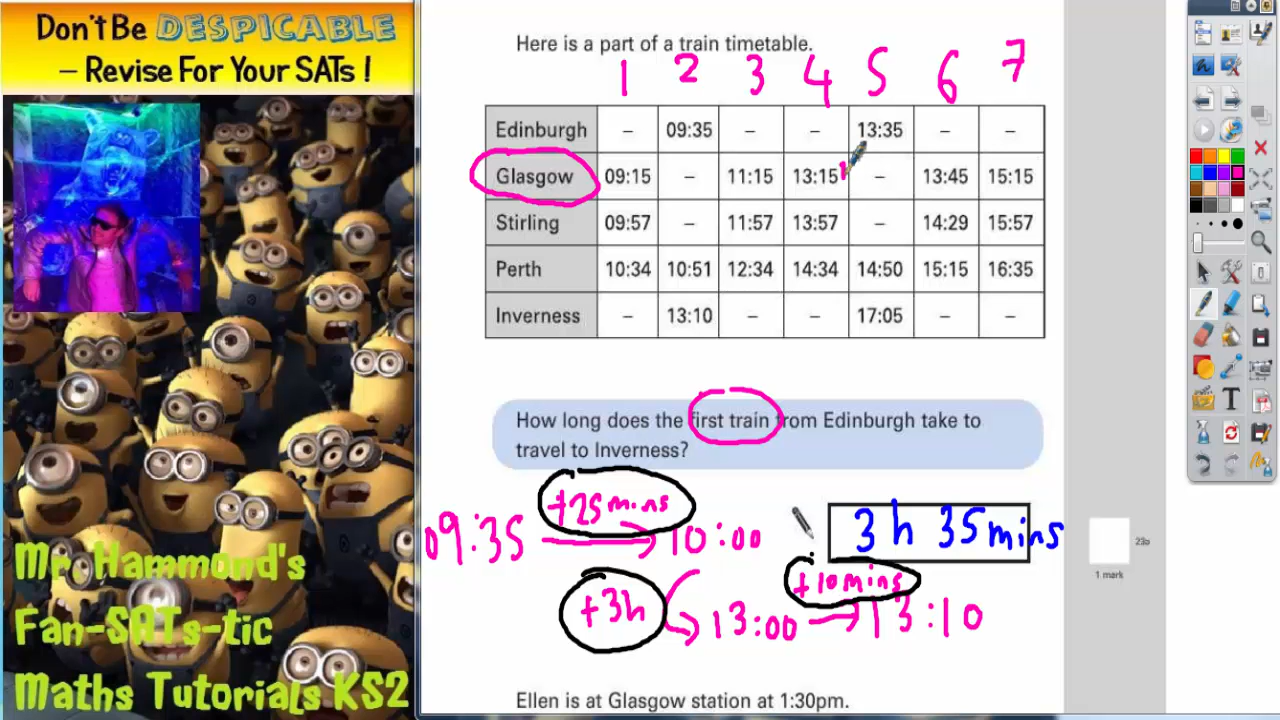 Don't Be DESPICABLE
– Revise For Your SATs !
Mr. Hammond's
Fan-SATs-tic
Maths Tutorials KS2
Here is a part of a train timetable.
1 2 3 4 5 6 7
Edinburgh – 09:35 – – 13:35 – –
Glasgow 09:15 – 11:15 13:15 – 13:45 15:15
Stirling 09:57 – 11:57 13:57 – 14:29 15:57
Perth 10:34 10:51 12:34 14:34 14:50 15:15 16:35
Inverness – 13:10 – – 17:05 – –
How long does the first train from Edinburgh take to
travel to Inverness?
+25mins
09:35 → 10:00
3h 35mins
+10mins
+3h → 13:00 → 13:10
23a
1 mark
Ellen is at Glasgow station at 1:30pm.
T